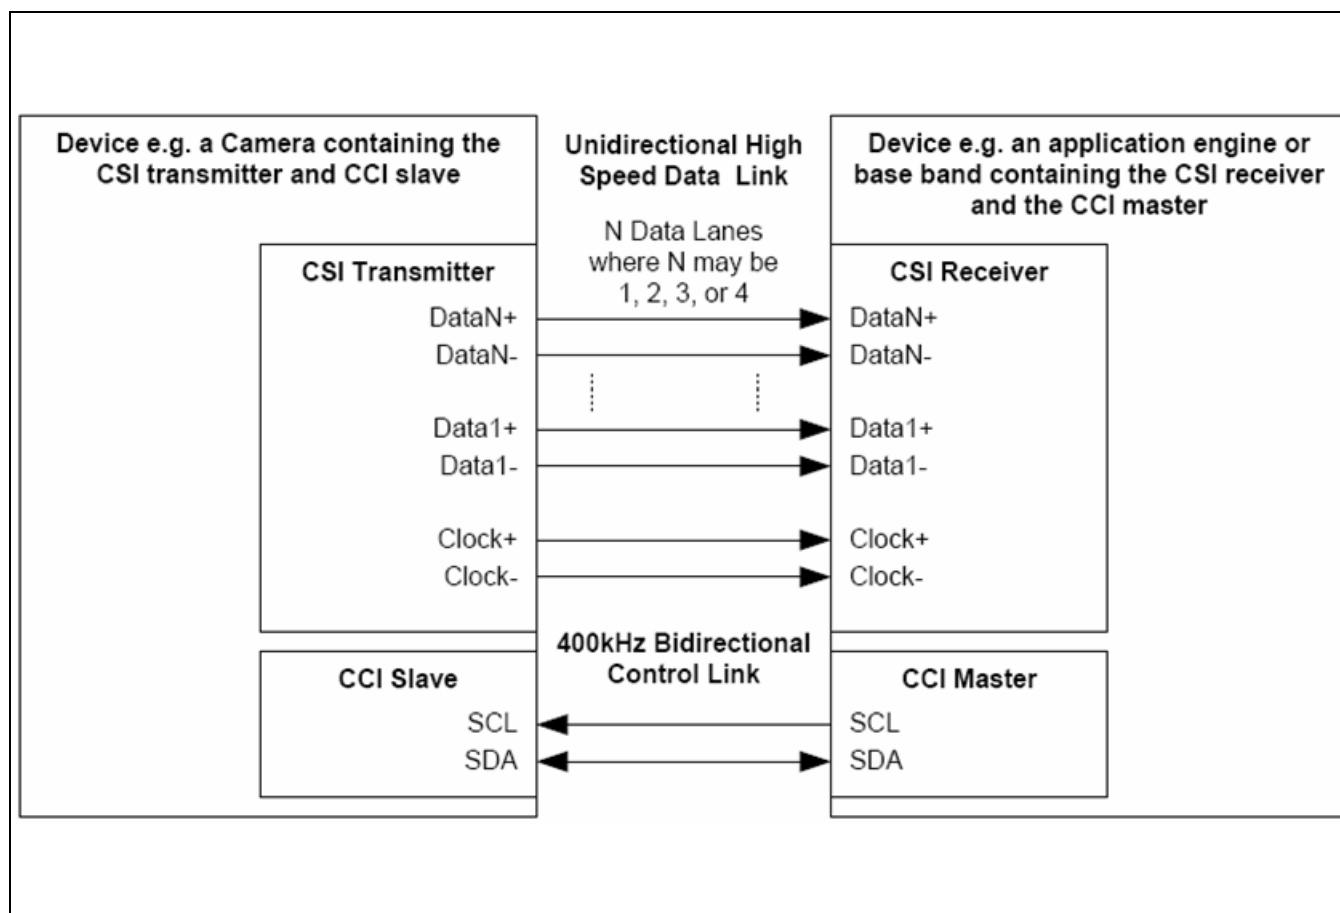 Device e.g. a Camera containing the
CSI transmitter and CCI slave
Unidirectional High
Speed Data Link
N Data Lanes
where N may be
1, 2, 3, or 4
Device e.g. an application engine or
base band containing the CSI receiver
and the CCI master
CSI Transmitter
DataN+
DataN-
Data1+
Data1-
Clock+
Clock-
CSI Receiver
DataN+
DataN-
Data1+
Data1-
Clock+
Clock-
400kHz Bidirectional
Control Link
CCI Slave
SCL
SDA
CCI Master
SCL
SDA